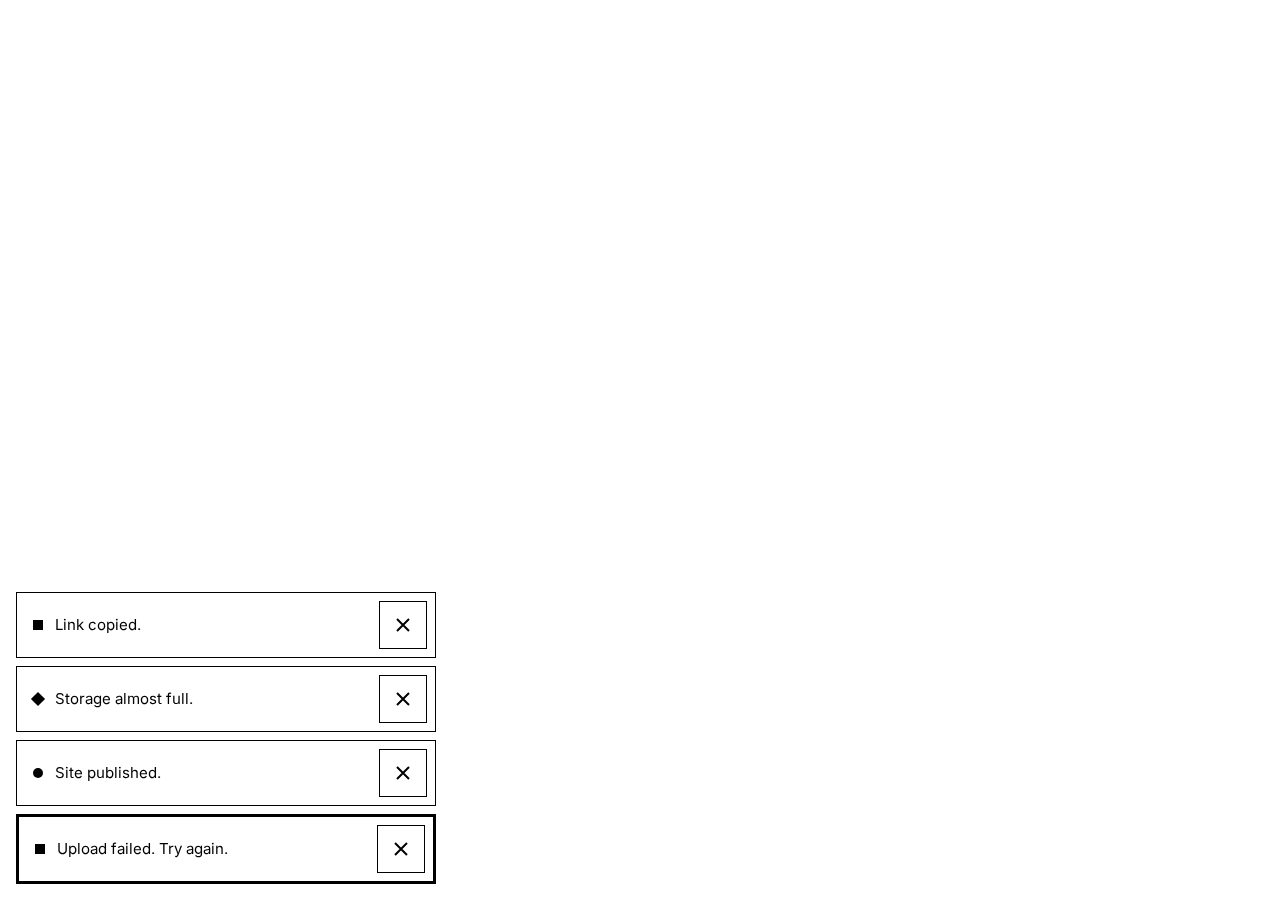 Link copied.
Storage almost full.
Site published.
Upload failed. Try again.